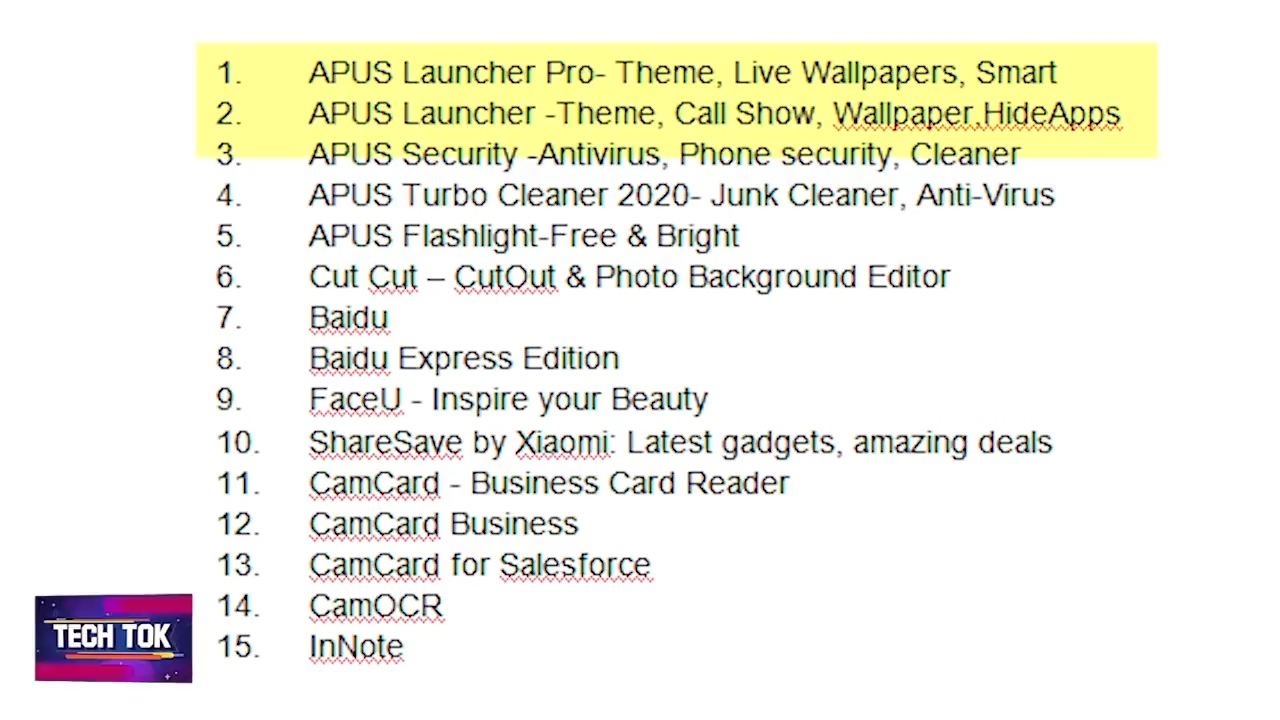 1. APUS Launcher Pro- Theme, Live Wallpapers, Smart
2. APUS Launcher -Theme, Call Show, Wallpaper,HideApps
3. APUS Security -Antivirus, Phone security, Cleaner
4. APUS Turbo Cleaner 2020- Junk Cleaner, Anti-Virus
5. APUS Flashlight-Free & Bright
6. Cut Cut – CutOut & Photo Background Editor
7. Baidu
8. Baidu Express Edition
9. FaceU - Inspire your Beauty
10. ShareSave by Xiaomi: Latest gadgets, amazing deals
11. CamCard - Business Card Reader
12. CamCard Business
13. CamCard for Salesforce
14. CamOCR
15. InNote
TECH TOK